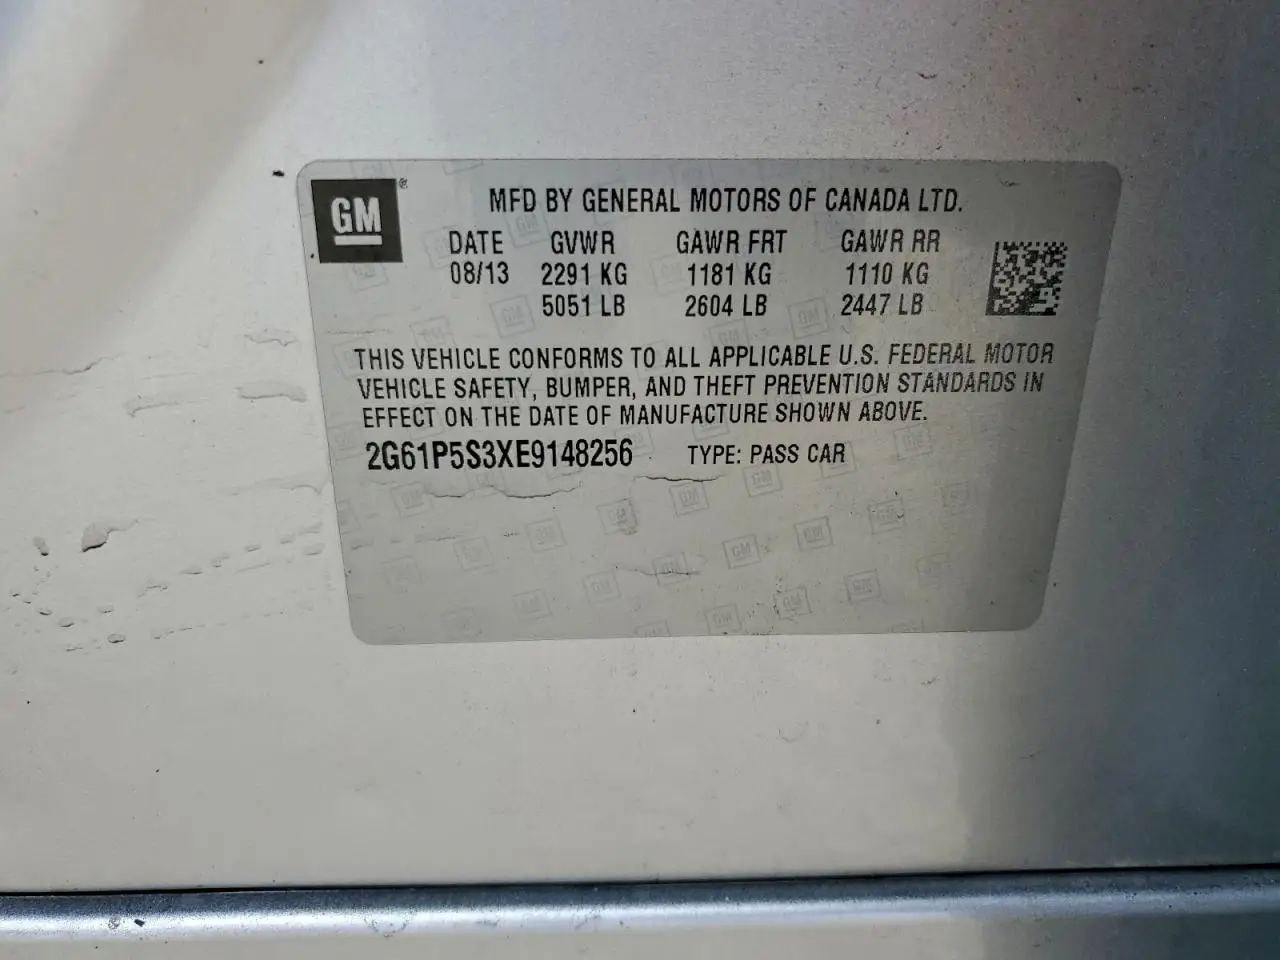 GM®
MFD BY GENERAL MOTORS OF CANADA LTD.
DATE GVWR GAWR FRT GAWR RR
08/13 2291 KG 1181 KG 1110 KG
5051 LB 2604 LB 2447 LB
THIS VEHICLE CONFORMS TO ALL APPLICABLE U.S. FEDERAL MOTOR
VEHICLE SAFETY, BUMPER, AND THEFT PREVENTION STANDARDS IN
EFFECT ON THE DATE OF MANUFACTURE SHOWN ABOVE.
2G61P5S3XE9148256 TYPE: PASS CAR